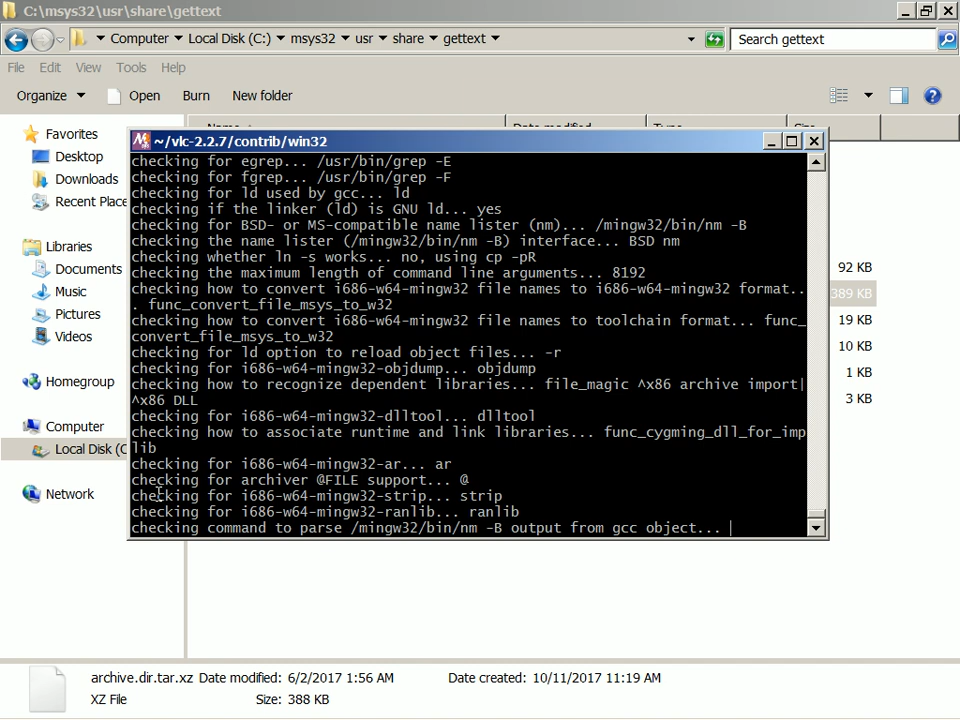 C:\msys32\usr\share\gettext
Computer Local Disk (C:) msys32 usr share gettext
Search gettext
File Edit View Tools Help
Organize Open Burn New folder
Favorites
Desktop
Downloads
Recent Place
Libraries
Documents
Music
Pictures
Videos
Homegroup
Computer
Local Disk (C
Network
Name Date modified Type Size
92 KB
389 KB
19 KB
10 KB
1 KB
3 KB
~/vlc-2.2.7/contrib/win32
checking for egrep... /usr/bin/grep -E
checking for fgrep... /usr/bin/grep -F
checking for ld used by gcc... ld
checking if the linker (ld) is GNU ld... yes
checking for BSD- or MS-compatible name lister (nm)... /mingw32/bin/nm -B
checking the name lister (/mingw32/bin/nm -B) interface... BSD nm
checking whether ln -s works... no, using cp -pR
checking the maximum length of command line arguments... 8192
checking how to convert i686-w64-mingw32 file names to i686-w64-mingw32 format..
. func_convert_file_msys_to_w32
checking how to convert i686-w64-mingw32 file names to toolchain format... func_
convert_file_msys_to_w32
checking for ld option to reload object files... -r
checking for i686-w64-mingw32-objdump... objdump
checking how to recognize dependent libraries... file_magic ^x86 archive import|
^x86 DLL
checking for i686-w64-mingw32-dlltool... dlltool
checking how to associate runtime and link libraries... func_cygming_dll_for_imp
lib
checking for i686-w64-mingw32-ar... ar
checking for archiver @FILE support... @
checking for i686-w64-mingw32-strip... strip
checking for i686-w64-mingw32-ranlib... ranlib
checking command to parse /mingw32/bin/nm -B output from gcc object...
archive.dir.tar.xz Date modified: 6/2/2017 1:56 AM Date created: 10/11/2017 11:19 AM
XZ File Size: 388 KB